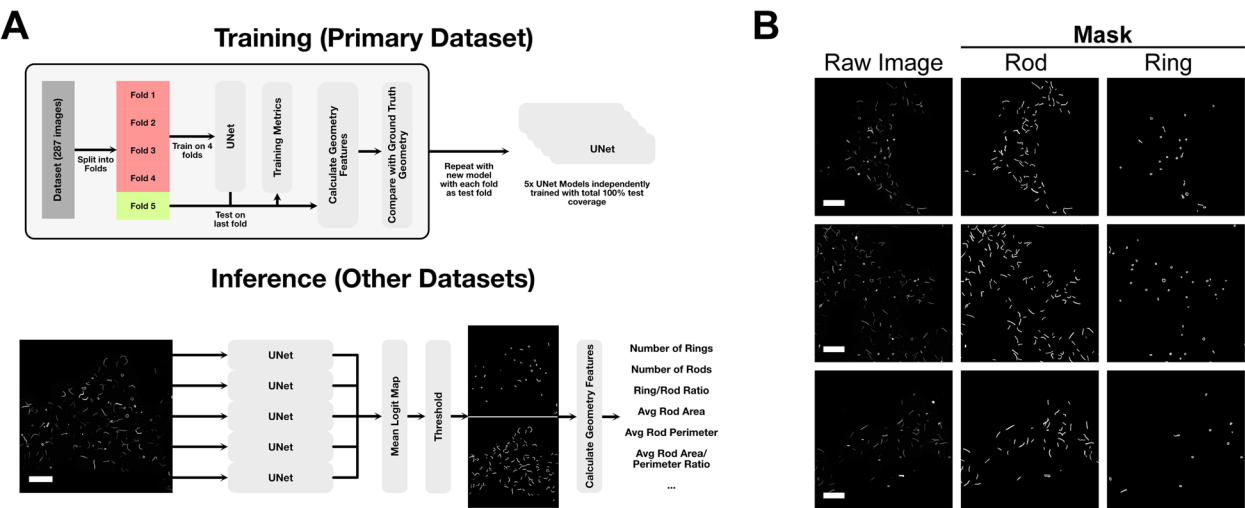 A
Training (Primary Dataset)
Dataset (287 images)
Split into
Folds
Fold 1
Fold 2
Fold 3
Fold 4
Fold 5
Train on 4
folds
UNet
Training Metrics
Test on
last fold
Calculate Geometry
Features
Compare with Ground Truth
Geometry
Repeat with
new model
with each fold
as test fold
UNet
5x UNet Models independently
trained with total 100% test
coverage
Inference (Other Datasets)
UNet
UNet
UNet
UNet
UNet
Mean Logit Map
Threshold
Calculate Geometry Features
Number of Rings
Number of Rods
Ring/Rod Ratio
Avg Rod Area
Avg Rod Perimeter
Avg Rod Area/
Perimeter Ratio
...
B
Mask
Raw Image
Rod
Ring